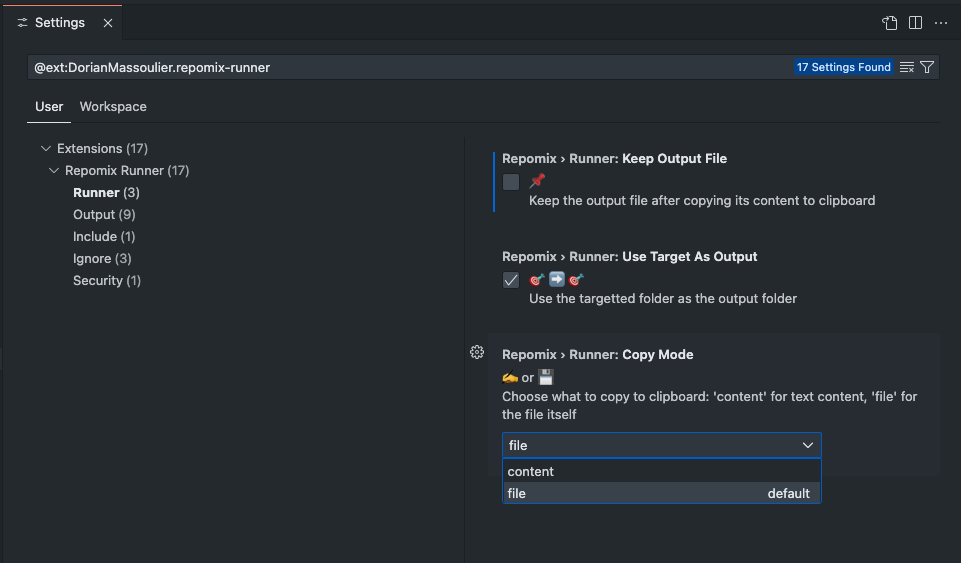 Settings
@ext:DorianMassoulier.repomix-runner
17 Settings Found
User Workspace
Extensions (17)
Repomix Runner (17)
Runner (3)
Output (9)
Include (1)
Ignore (3)
Security (1)
Repomix › Runner: Keep Output File
📌
Keep the output file after copying its content to clipboard
Repomix › Runner: Use Target As Output
🎯 ➡️ 🎯
Use the targetted folder as the output folder
Repomix › Runner: Copy Mode
✍️ or 💾
Choose what to copy to clipboard: 'content' for text content, 'file' for
the file itself
file
content
file default